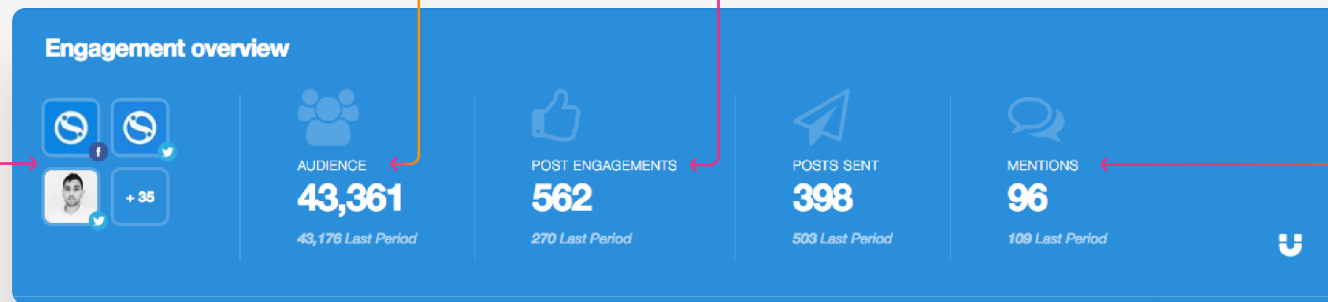 Engagement overview
+ 35
AUDIENCE
43,361
43,176 Last Period
POST ENGAGEMENTS
562
270 Last Period
POSTS SENT
398
503 Last Period
MENTIONS
96
109 Last Period